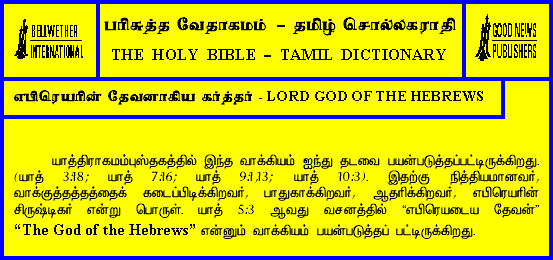 BELLWETHER
INTERNATIONAL
பரிசுத்த வேதாகமம் – தமிழ் சொல்லகராதி
THE HOLY BIBLE – TAMIL DICTIONARY
GOOD NEWS
PUBLISHERS
எபிரெயரின் தேவனாகிய கர்த்தர் - LORD GOD OF THE HEBREWS
யாத்திராகமம்புஸ்தகத்தில் இந்த வாக்கியம் ஐந்து தடவை பயன்படுத்தப்பட்டிருக்கிறது.
(யாத் 3:18; யாத் 7:16; யாத் 9:1,13; யாத் 10:3). இதற்கு நித்தியமானவர்,
வாக்குத்தத்தத்தைக் கடைப்பிடிக்கிறவர், பாதுகாக்கிறவர், ஆதரிக்கிறவர், எபிரெயரின்
சிருஷ்டிகர் என்று பொருள். யாத் 5:3 ஆவது வசனத்தில் “எபிரெயருடைய தேவன்”
“The God of the Hebrews” என்னும் வாக்கியம் பயன்படுத்தப் பட்டிருக்கிறது.